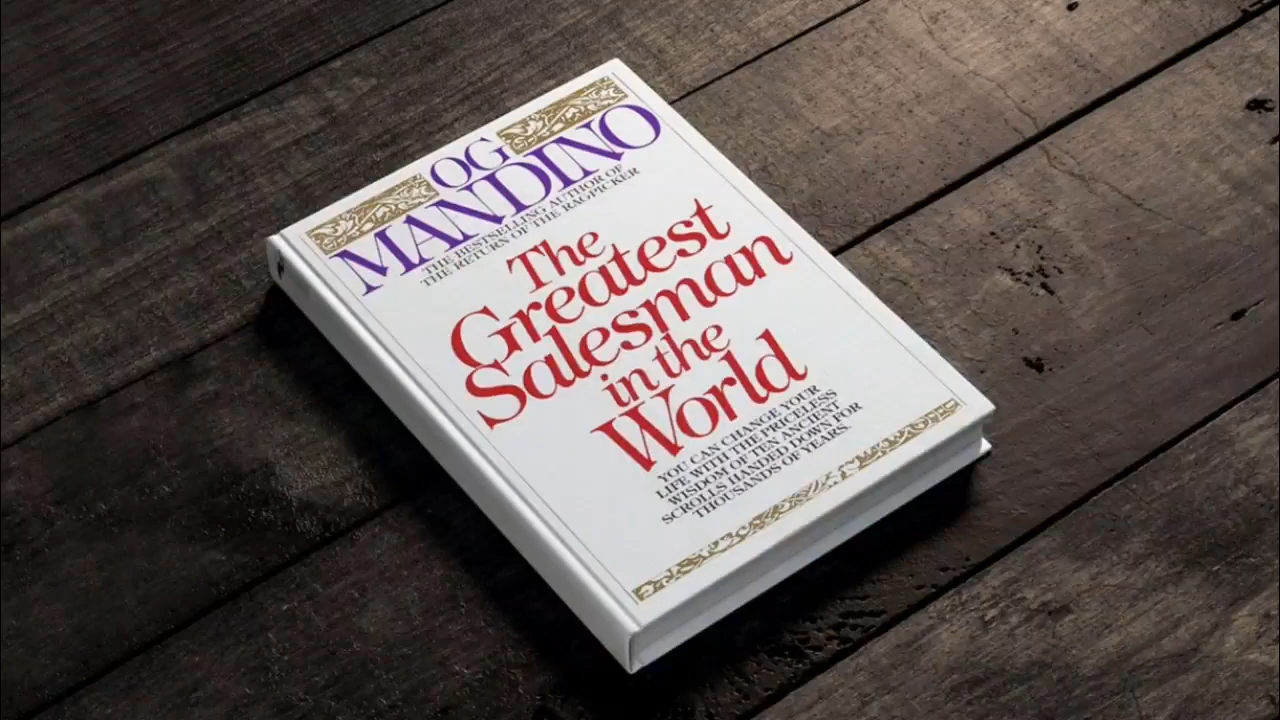 OG
MANDINO
THE BESTSELLING AUTHOR OF
THE RETURN OF THE RAGPICKER
The
Greatest
Salesman
in the
World
YOU CAN CHANGE YOUR
LIFE WITH THE PRICELESS
WISDOM OF TEN ANCIENT
SCROLLS HANDED DOWN FOR
THOUSANDS OF YEARS.